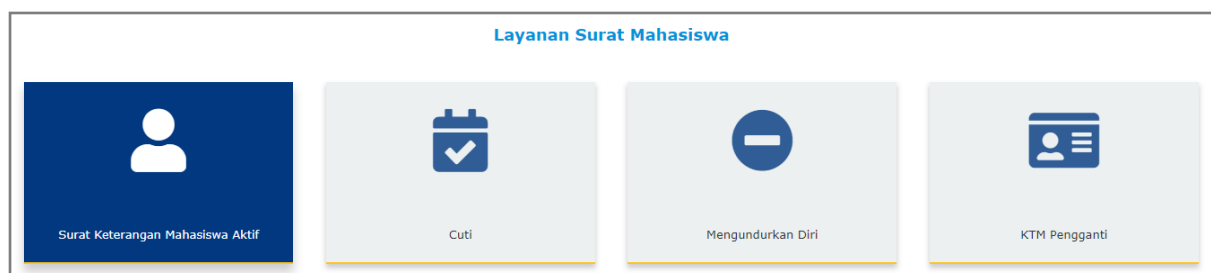 Layanan Surat Mahasiswa
Surat Keterangan Mahasiswa Aktif
Cuti
Mengundurkan Diri
KTM Pengganti